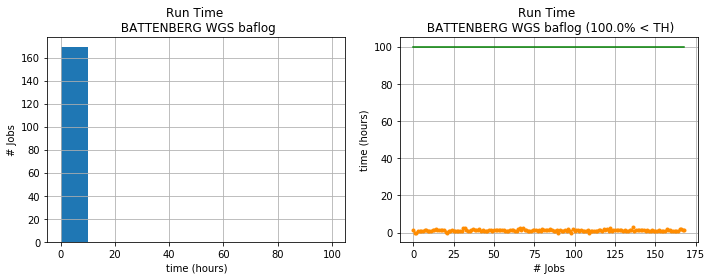 Run Time
BATTENBERG WGS baflog
160
140
120
100
80
60
40
20
0
# Jobs
0 20 40 60 80 100
time (hours)
Run Time
BATTENBERG WGS baflog (100.0% < TH)
100
80
60
40
20
0
time (hours)
0 25 50 75 100 125 150 175
# Jobs